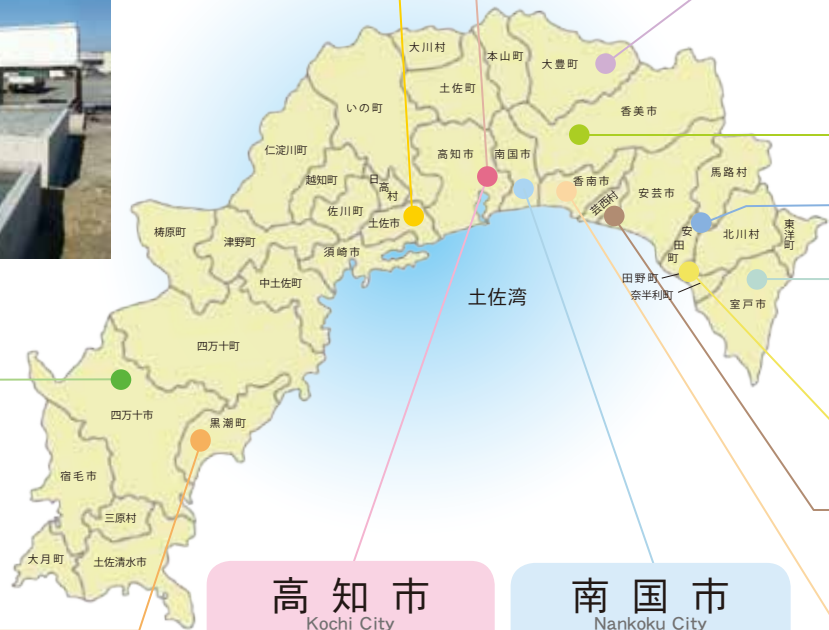 大川村
本山町
大豊町
土佐町
いの町
香美市
仁淀川町
高知市
南国市
越知町
日高村
香南市
安芸市
馬路村
芸西村
佐川町
土佐市
安田町
北川村
東洋町
梼原町
津野町
須崎市
中土佐町
田野町
奈半利町
室戸市
土佐湾
四万十町
四万十市
黒潮町
宿毛市
三原村
大月町
土佐清水市
高知市
Kochi City
南国市
Nankoku City